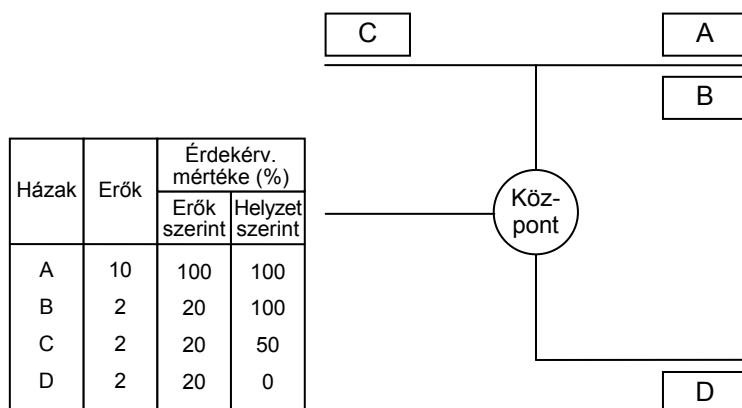 C
A
B
Köz-
pont
D
Házak Erők Érdekérv.
mértéke (%)
Erők
szerint Helyzet
szerint
A 10 100 100
B 2 20 100
C 2 20 50
D 2 20 0